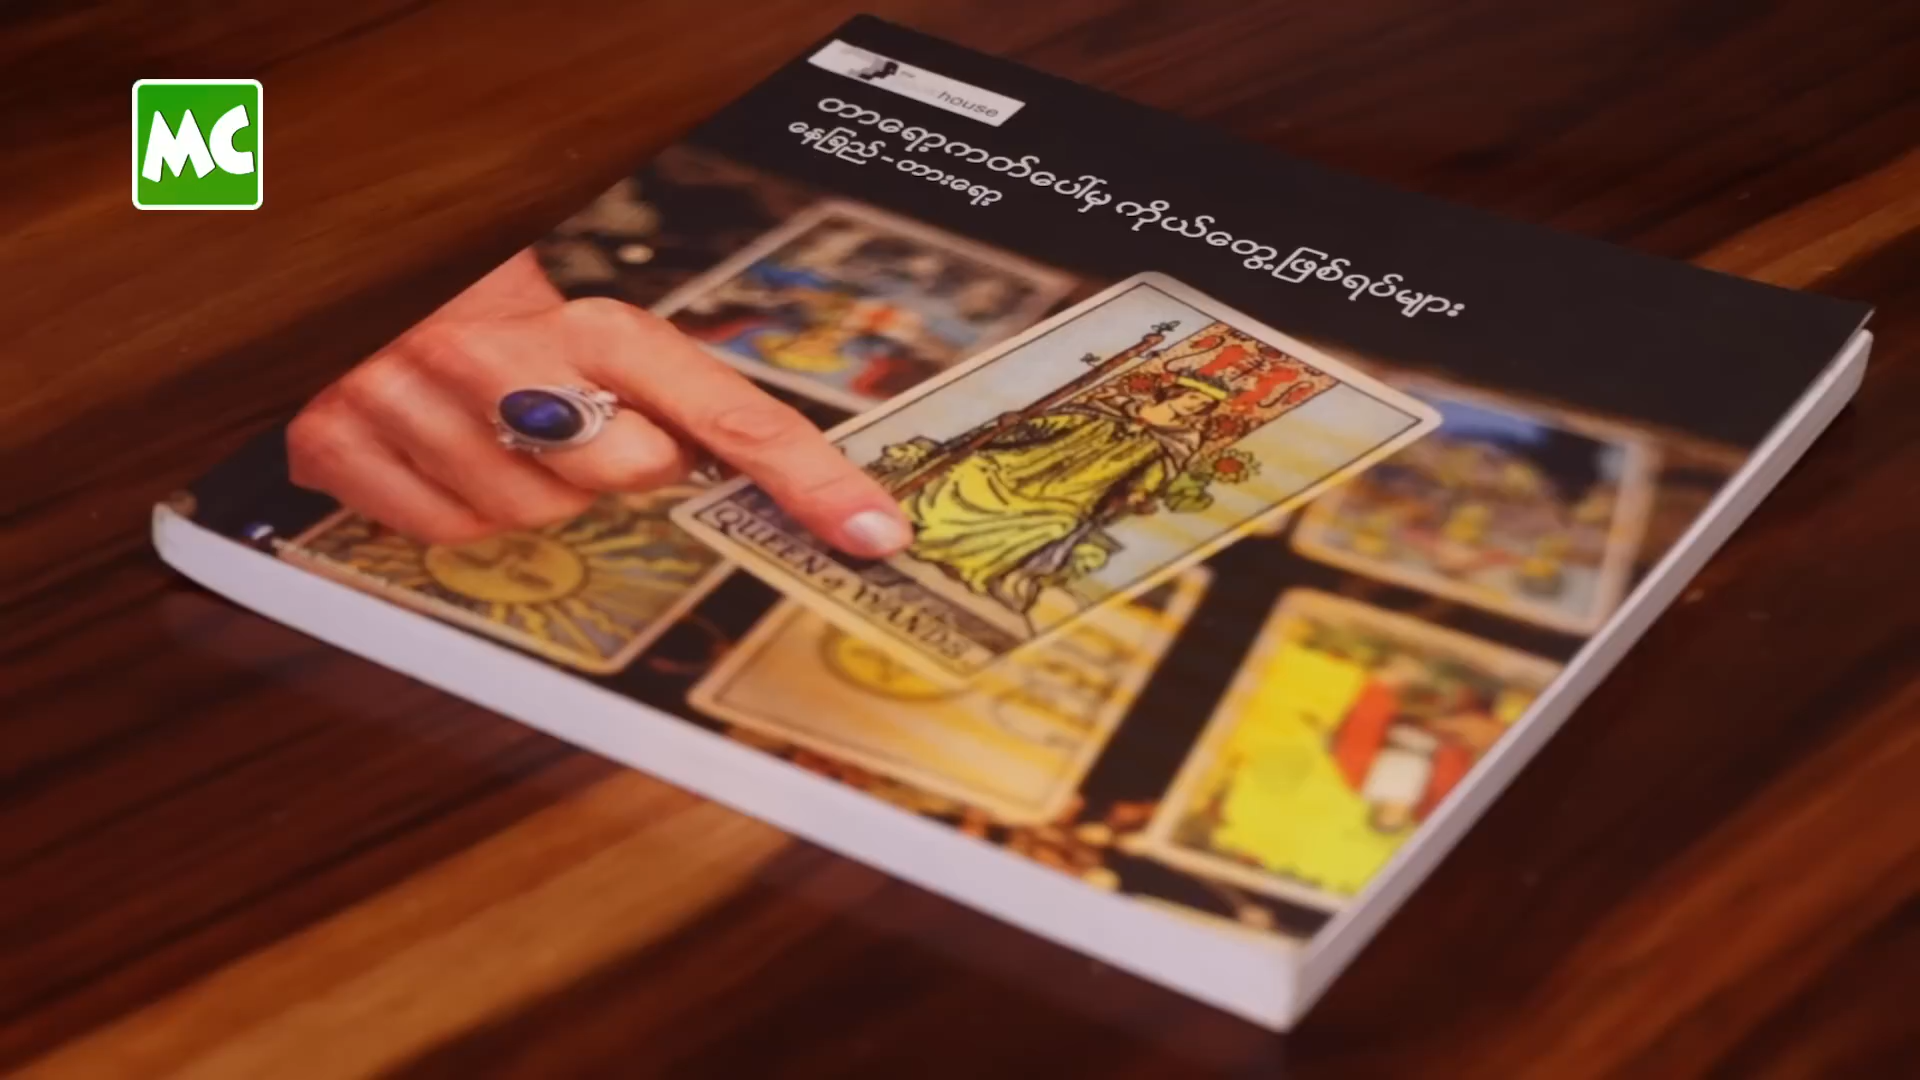 MC
house
တာရော့ကတ်ပေါ်မှ ကိုယ်တွေ့ဖြစ်ရပ်များ
နေခြည်-တားရော့
QUEEN of WANDS.